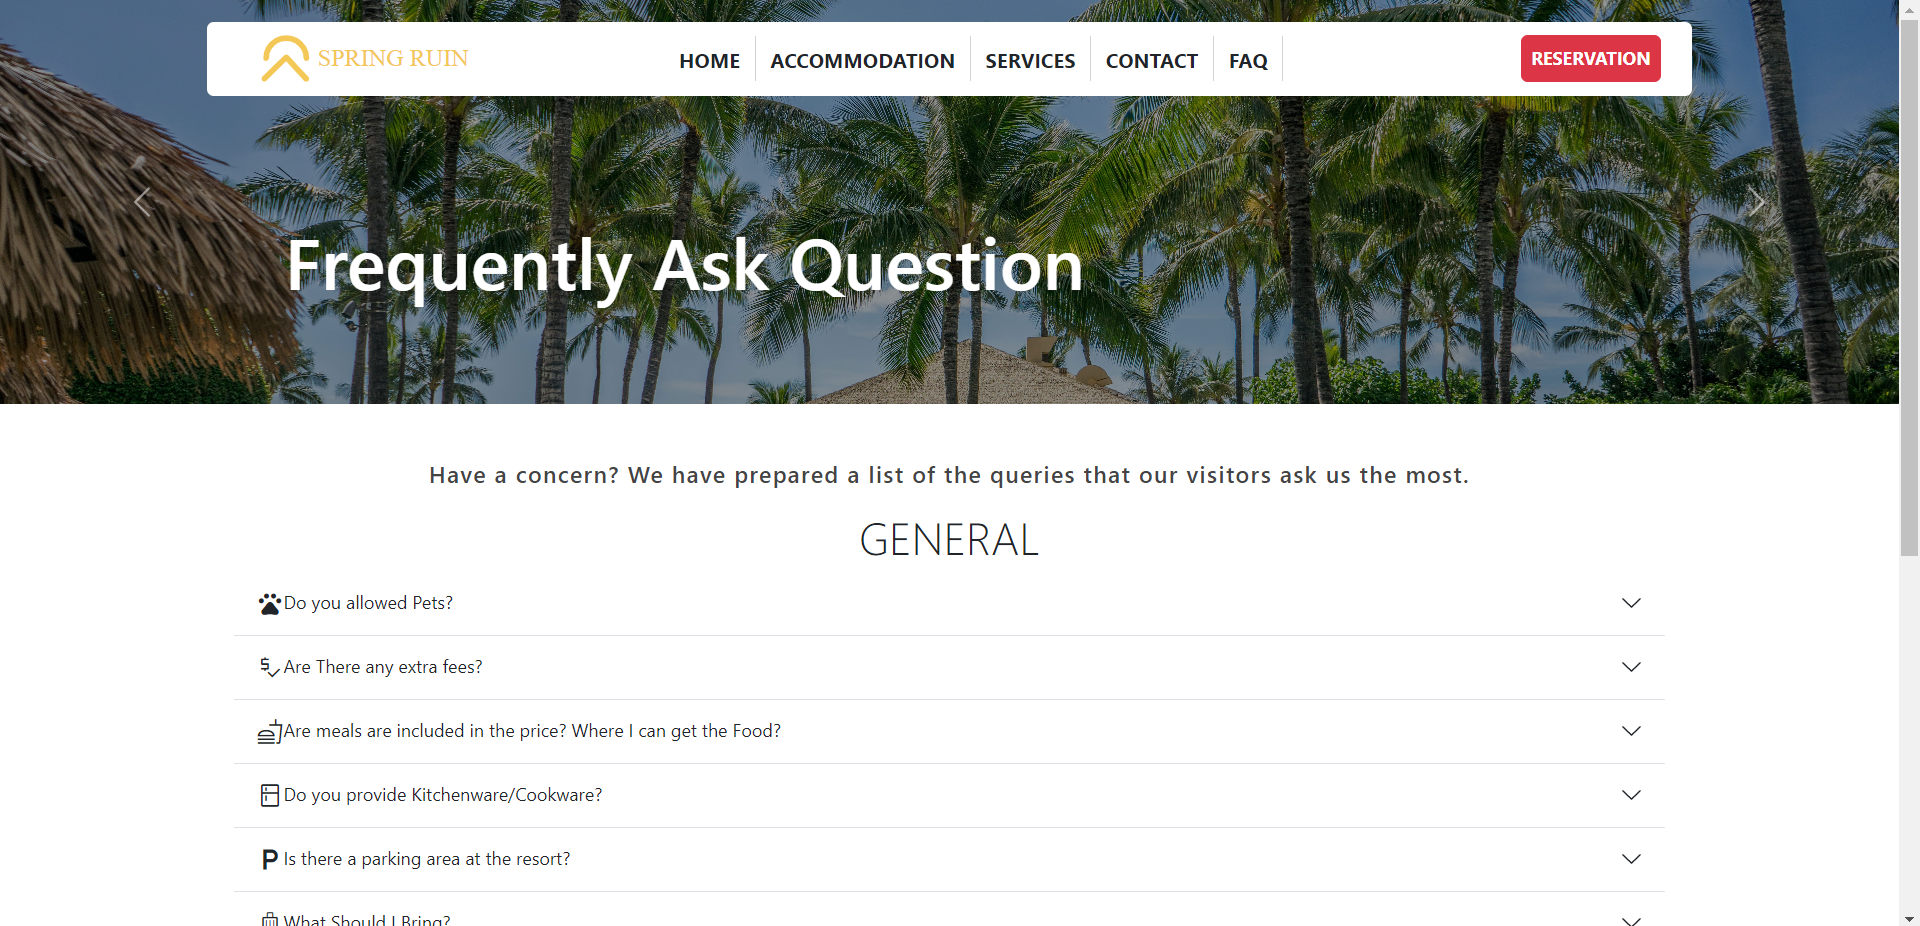 SPRING RUIN
HOME
ACCOMMODATION
SERVICES
CONTACT
FAQ
RESERVATION
Frequently Ask Question
Have a concern? We have prepared a list of the queries that our visitors ask us the most.
GENERAL
Do you allowed Pets?
Are There any extra fees?
Are meals are included in the price? Where I can get the Food?
Do you provide Kitchenware/Cookware?
Is there a parking area at the resort?
What Should I Bring?